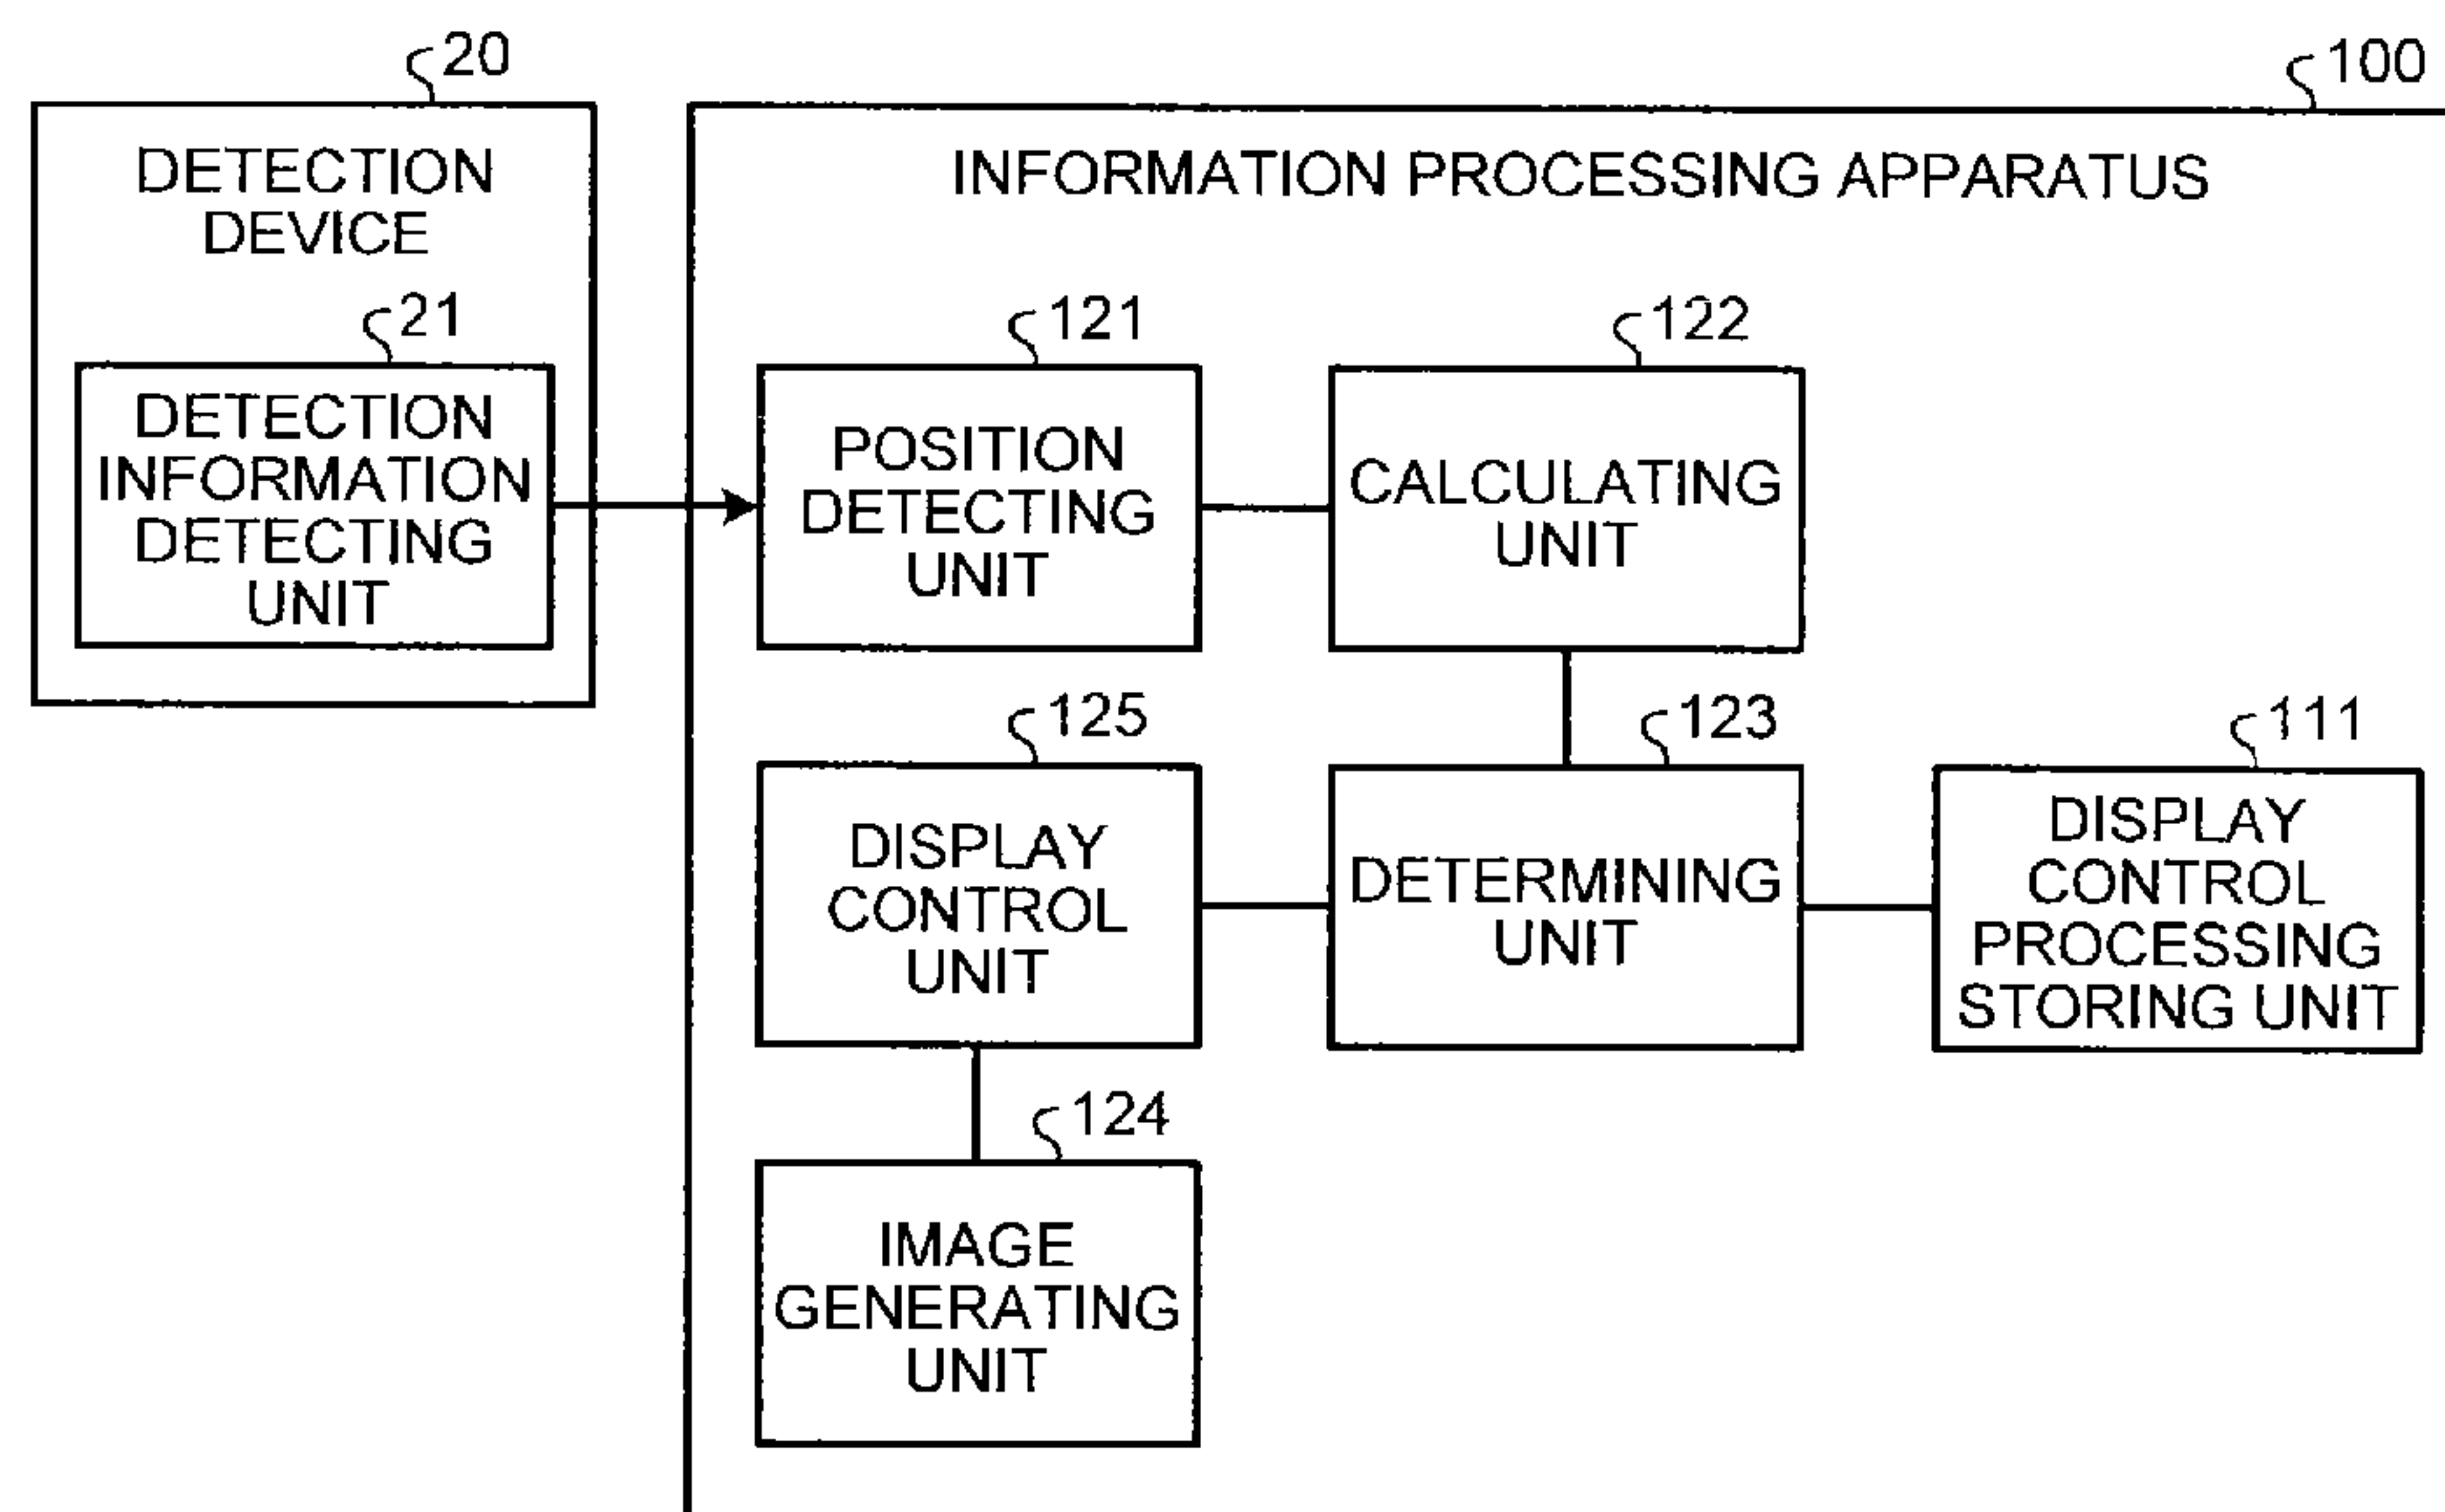 20
DETECTION
DEVICE
21
DETECTION
INFORMATION
DETECTING
UNIT
100
INFORMATION PROCESSING APPARATUS
121
POSITION
DETECTING
UNIT
122
CALCULATING
UNIT
125
DISPLAY
CONTROL
UNIT
123
DETERMINING
UNIT
111
DISPLAY
CONTROL
PROCESSING
STORING UNIT
124
IMAGE
GENERATING
UNIT